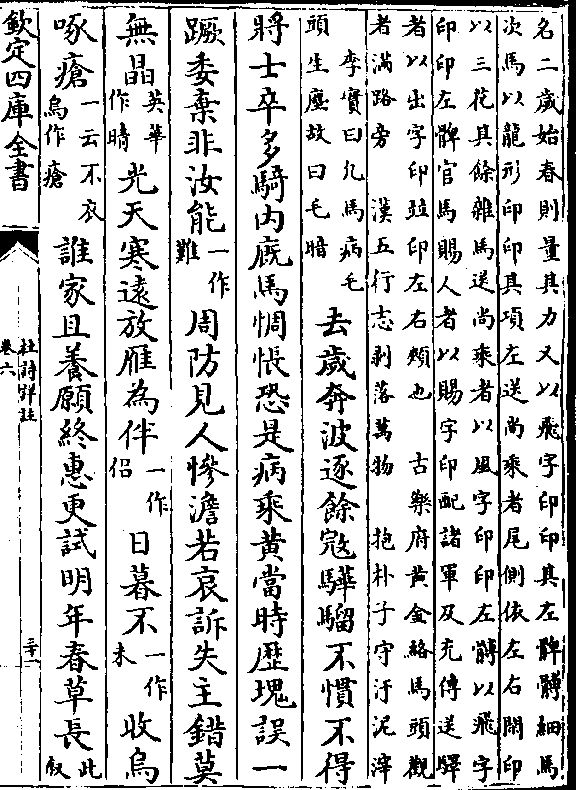 名二歲始春則量其力又以飛字印印其左髀髆細馬
次馬以龍形印印其項左送尚乘者尾側依左右閑印
以三花其餘雜馬送尚乘者以風字印印左髆以飛字
印印左髀官馬賜人者以賜字印配諸軍及充傳送驛
者以出字印竝印左右頰也 古樂府黄金絡馬頭觀
者滿路旁 漢五行志剥落萬物 抱朴子守汙泥滓
李實曰凡馬病毛
頭生塵故曰毛暗
去歲奔波逐餘冦驊騮不慣不得
將士卒多騎内廐馬惆悵恐是病乘黄當時歴塊誤一
蹶委棄非汝能一作難周防見人慘澹若哀訴失主錯莫
無晶英華作晴光天寒遠放雁為伴一作侣日暮不一作未收烏
啄瘡一云不衣烏作瘡誰家且養願終惠更試明年春草長此叙
欽定四庫全書
杜詩詳註
卷六